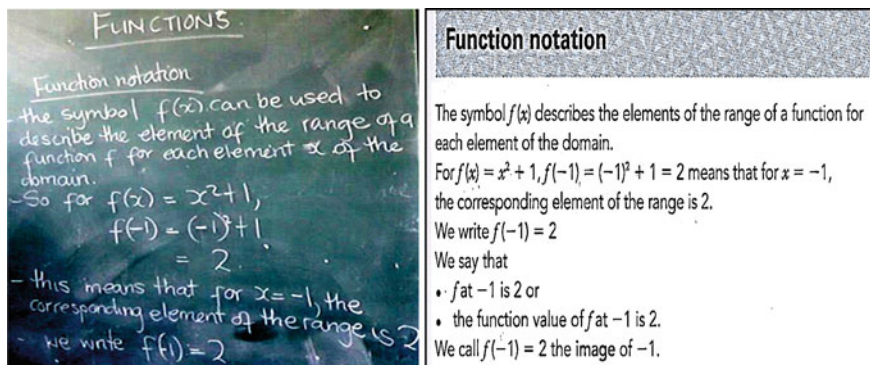 FUNCTIONS.
Function notation
- the symbol f(x) can be used to
describe the element of the range of a
function f for each element x of the
domain.
- So for f(x) = x²+1,
f(-1) = (-1)²+1
= 2.
- this means that for x=-1, the
corresponding element of the range is 2
- we write f(-1) = 2
Function notation
The symbol f(x) describes the elements of the range of a function for
each element of the domain.
For f(x) = x² + 1, f(−1) = (−1)² + 1 = 2 means that for x = −1,
the corresponding element of the range is 2.
We write f(−1) = 2
We say that
• f at −1 is 2 or
• the function value of f at −1 is 2.
We call f(−1) = 2 the image of −1.